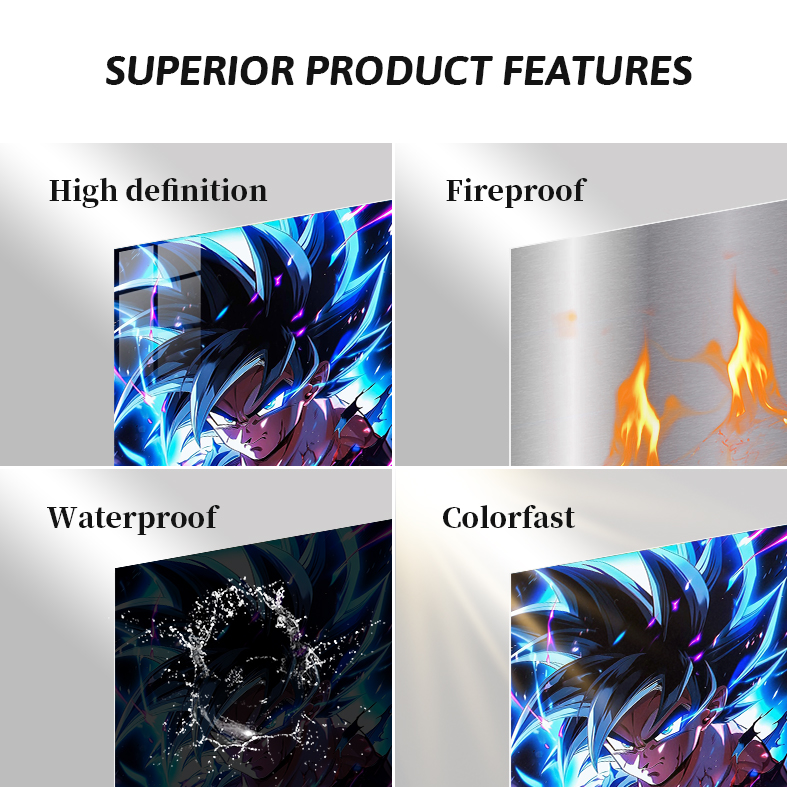 SUPERIOR PRODUCT FEATURES
High definition
Fireproof
Waterproof
Colorfast